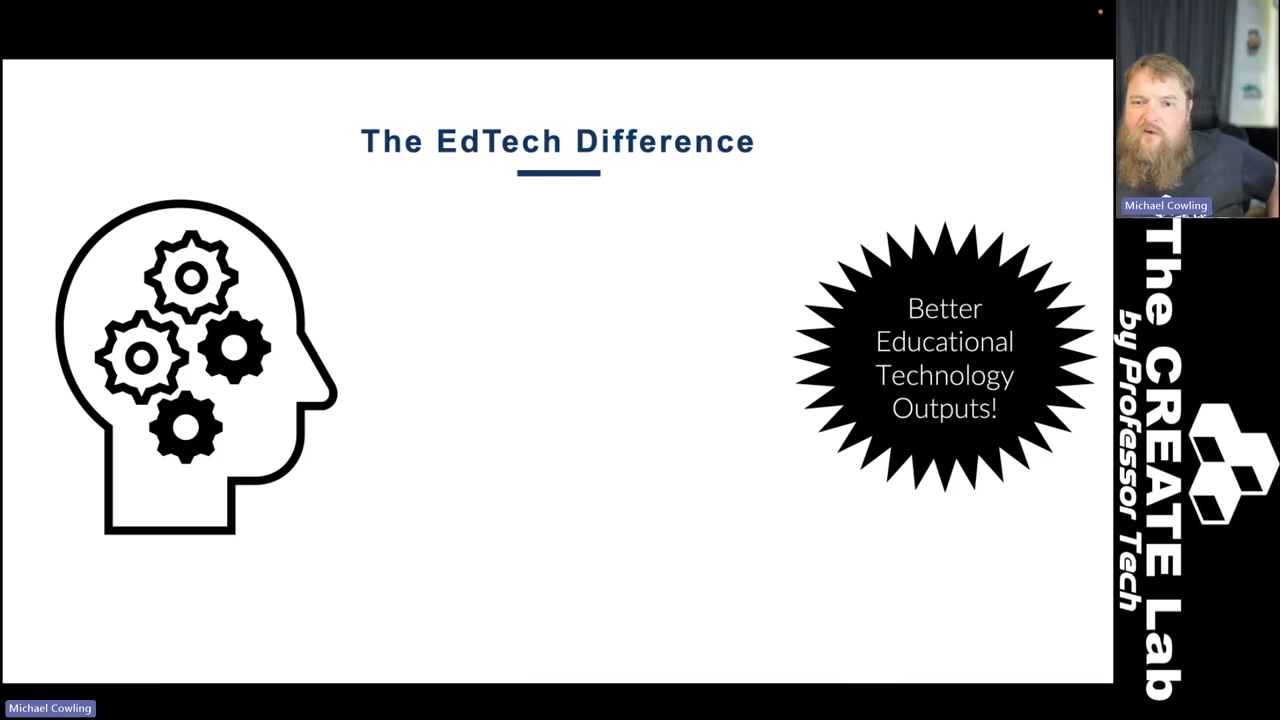 The EdTech Difference
Better
Educational
Technology
Outputs!
Michael Cowling
The CREATE Lab
by Professor Tech
Michael Cowling